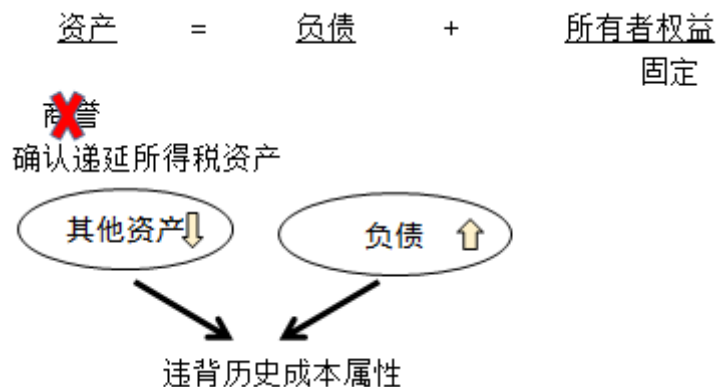 资产 = 负债 + 所有者权益
固定
商誉
确认递延所得税资产
其他资产 负债
违背历史成本属性